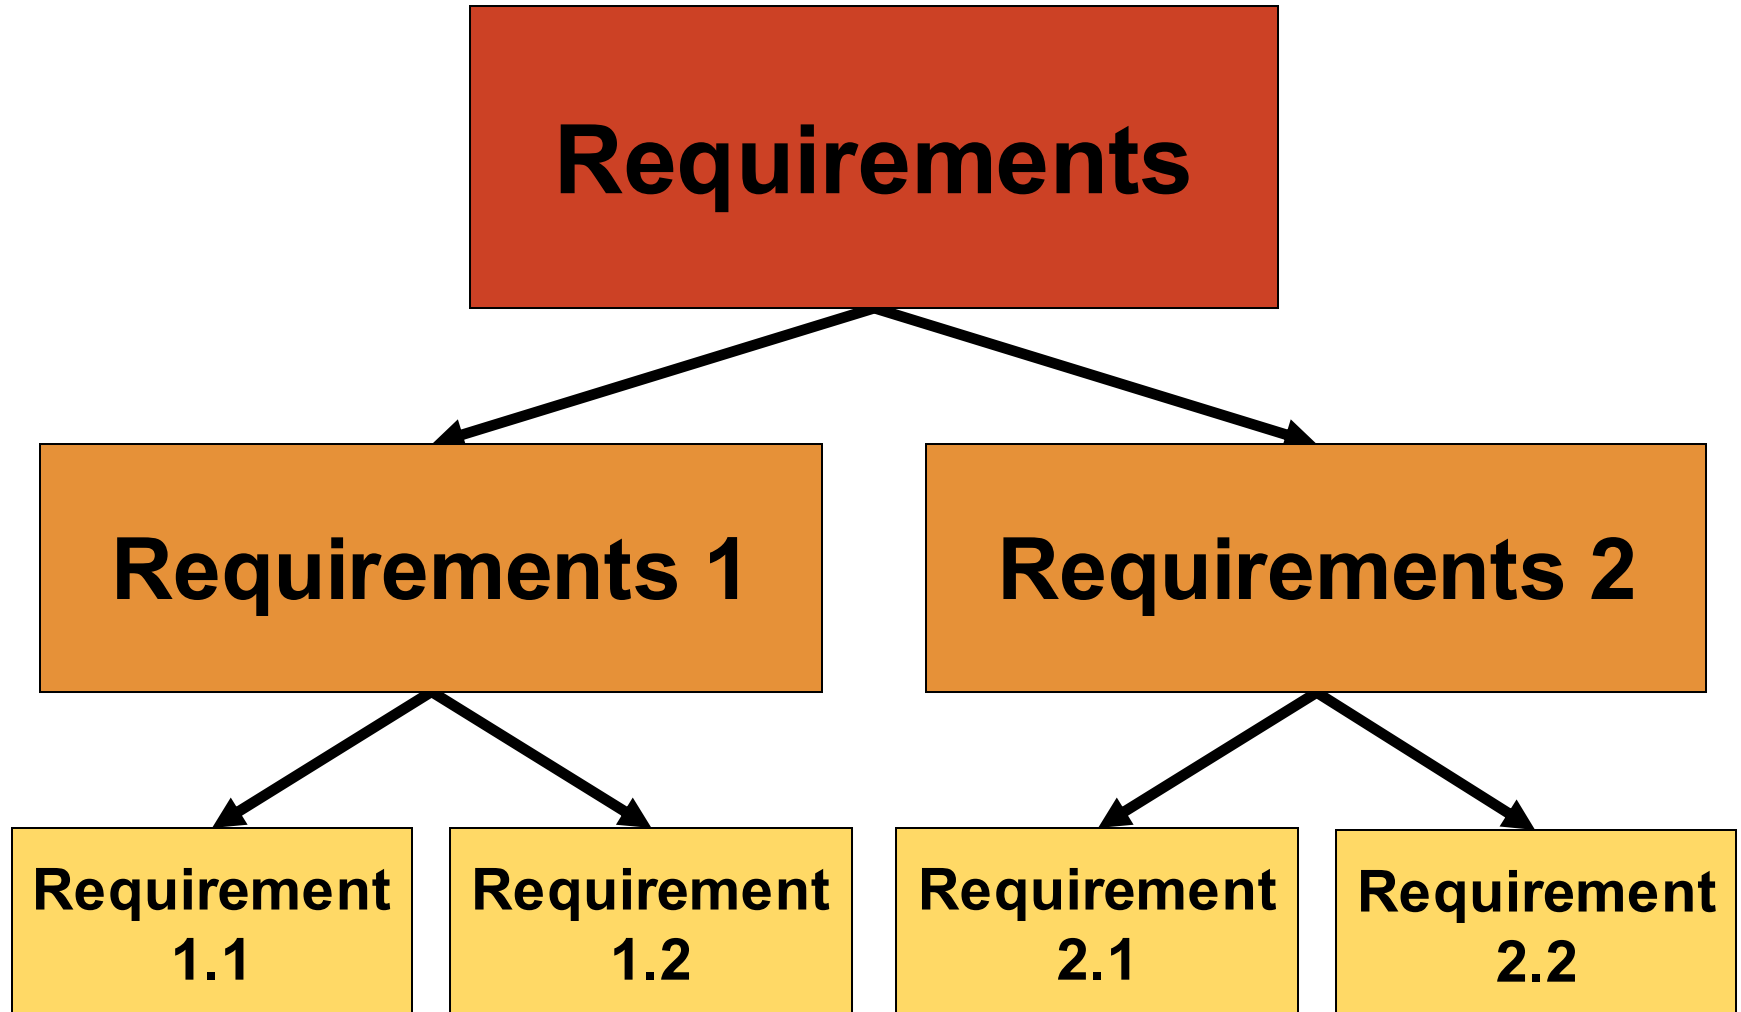 Requirements
Requirements 1
Requirements 2
Requirement
1.1
Requirement
1.2
Requirement
2.1
Requirement
2.2